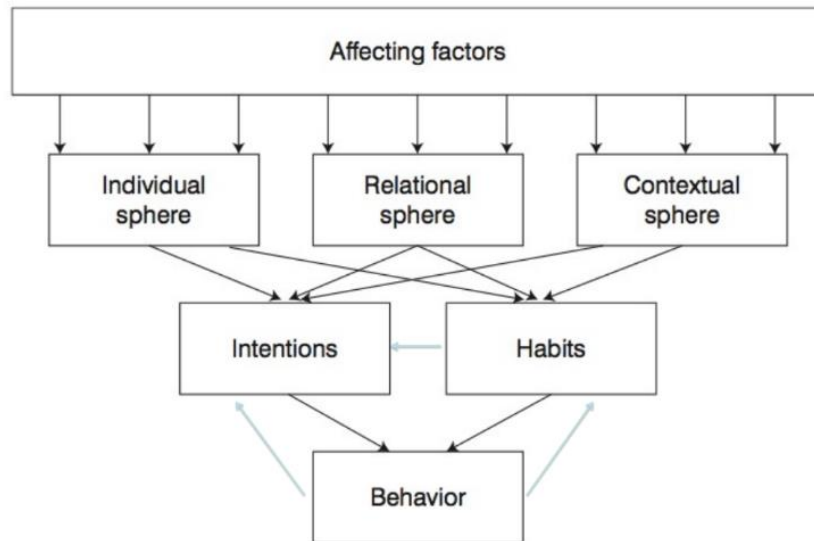 Affecting factors
Individual
sphere
Relational
sphere
Contextual
sphere
Intentions
Habits
Behavior